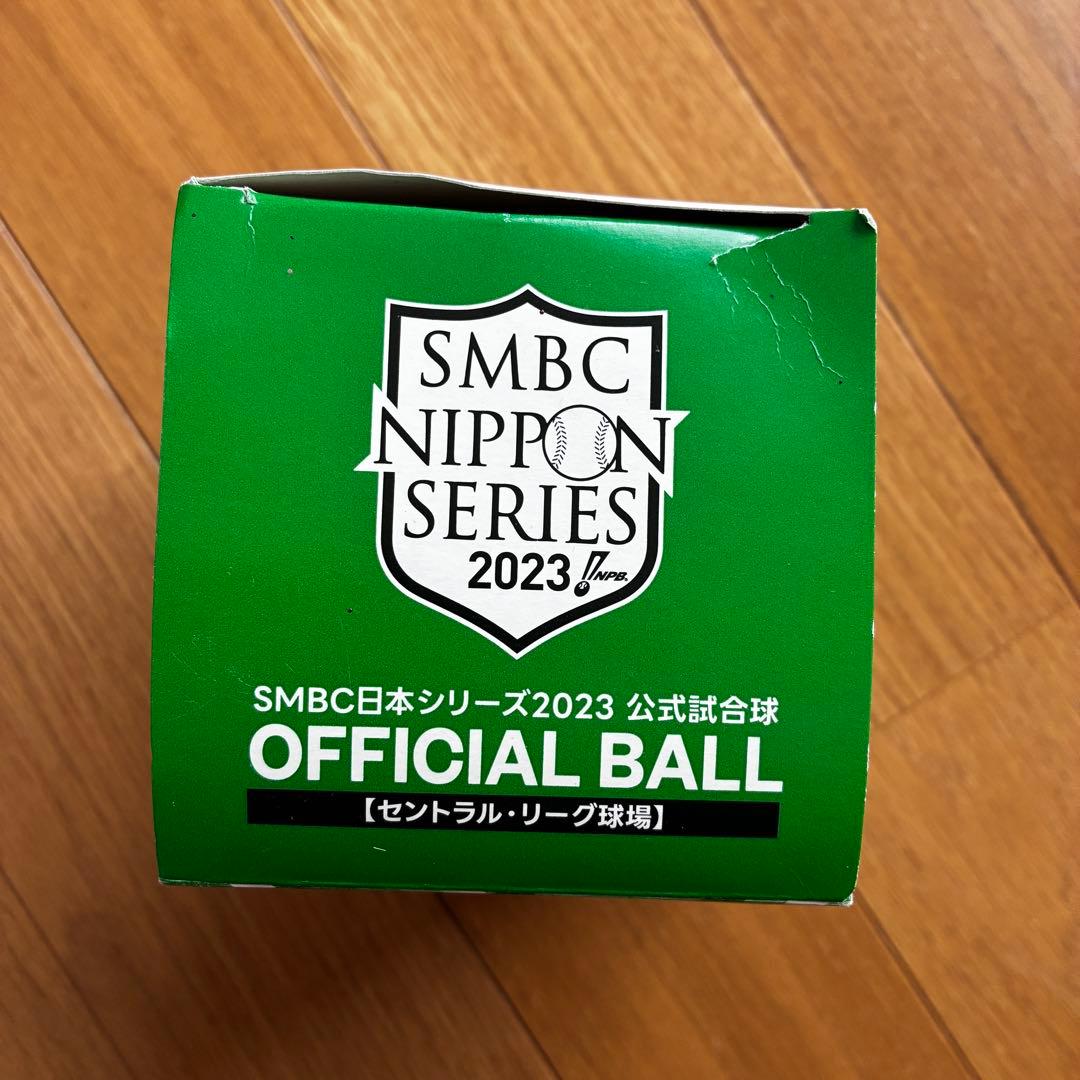 SMBC
NIPPON
SERIES
2023 NPB
SMBC日本シリーズ2023 公式試合球
OFFICIAL BALL
【セントラル・リーグ球場】